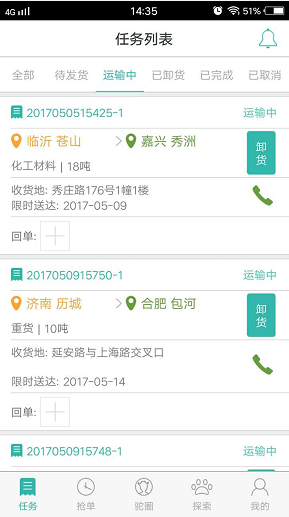 4G 14:35 51%
任务列表
全部 待发货 运输中 已卸货 已完成 已取消
2017050515425-1 运输中
临沂 苍山 嘉兴 秀洲
卸货
化工材料 | 18吨
收货地: 秀庄路176号1幢1楼
限时送达: 2017-05-09
回单:
2017050915750-1 运输中
济南 历城 合肥 包河
卸货
重货 | 10吨
收货地: 延安路与上海路交叉口
限时送达: 2017-05-14
回单:
2017050915748-1 运输中
任务 抢单 驼圈 探索 我的